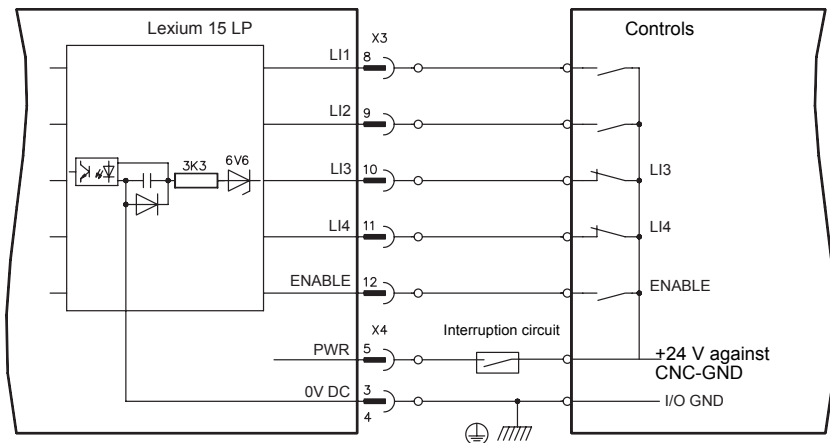 Lexium 15 LP
Controls
X3
LI1 8
LI2 9
3K3 6V6 LI3 10 LI3
LI4 11 LI4
ENABLE 12 ENABLE
X4 Interruption circuit
PWR 5 +24 V against
CNC-GND
0V DC 3 I/O GND
4